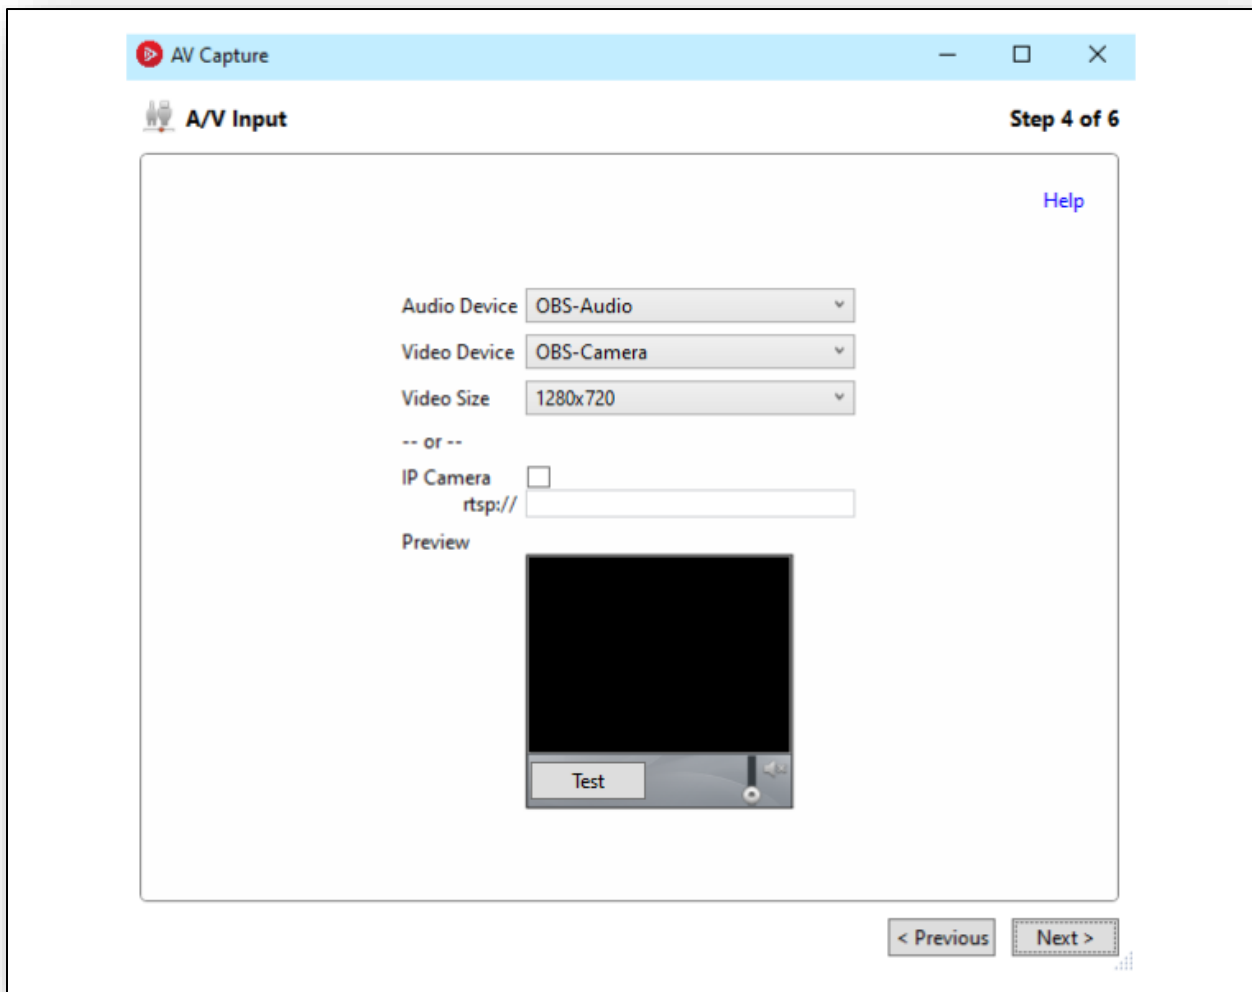 AV Capture
A/V Input
Step 4 of 6
Help
Audio Device OBS-Audio
Video Device OBS-Camera
Video Size 1280x720
-- or --
IP Camera
rtsp://
Preview
Test
< Previous Next >